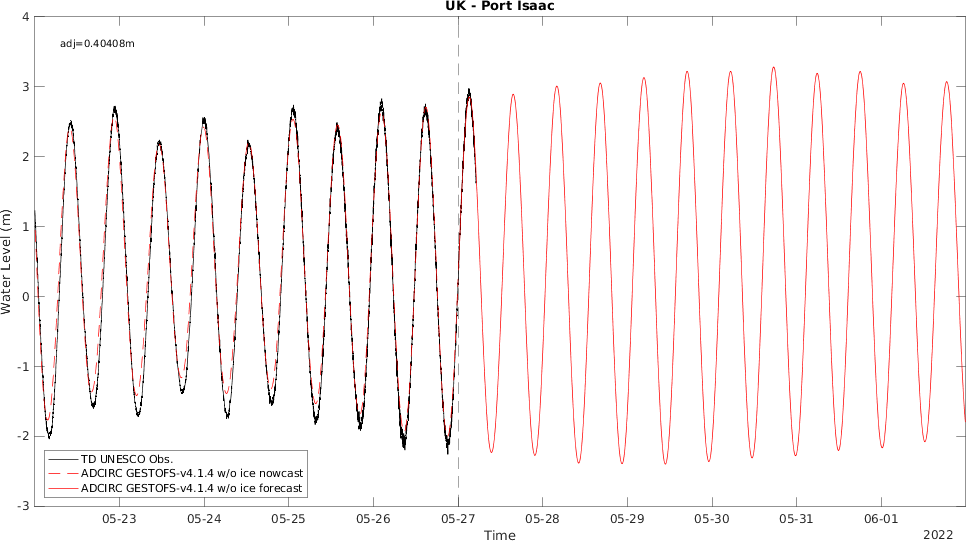 UK - Port Isaac
adj=0.40408m
4
3
2
1
0
-1
-2
-3
Water Level (m)
TD UNESCO Obs.
ADCIRC GESTOFS-v4.1.4 w/o ice nowcast
ADCIRC GESTOFS-v4.1.4 w/o ice forecast
05-23 05-24 05-25 05-26 05-27 05-28 05-29 05-30 05-31 06-01
Time
2022